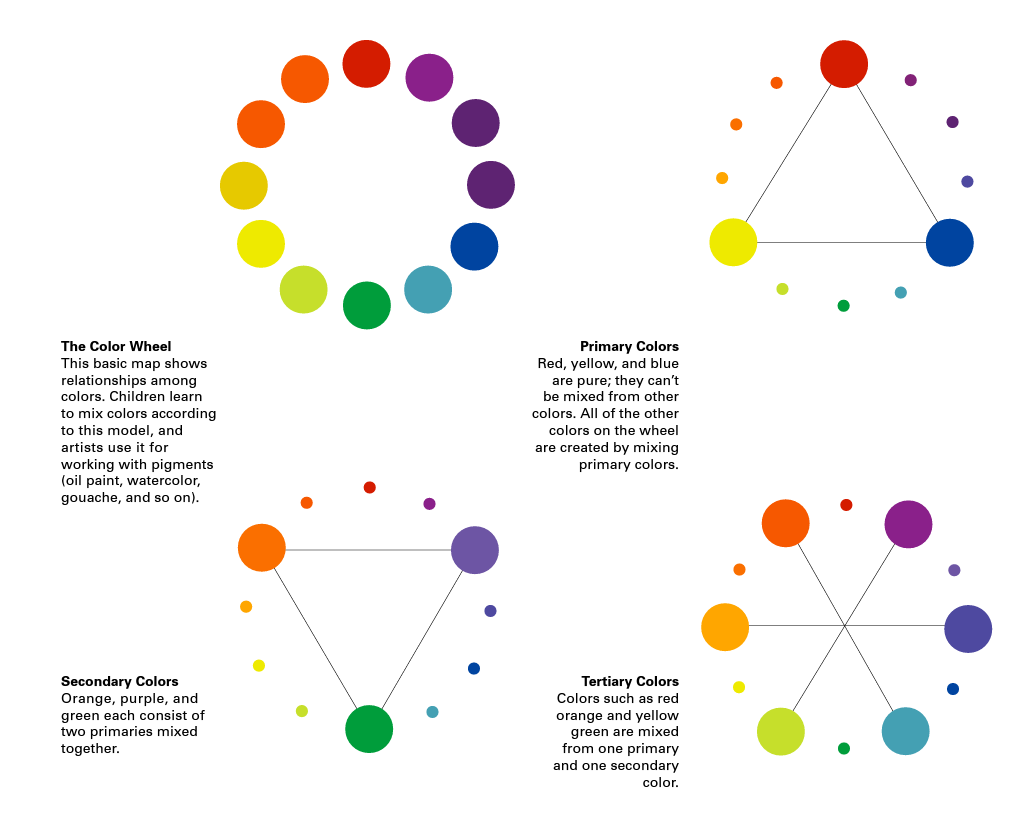 The Color Wheel
This basic map shows
relationships among
colors. Children learn
to mix colors according
to this model, and
artists use it for
working with pigments
(oil paint, watercolor,
gouache, and so on).
Primary Colors
Red, yellow, and blue
are pure; they can’t
be mixed from other
colors. All of the other
colors on the wheel
are created by mixing
primary colors.
Secondary Colors
Orange, purple, and
green each consist of
two primaries mixed
together.
Tertiary Colors
Colors such as red
orange and yellow
green are mixed
from one primary
and one secondary
color.